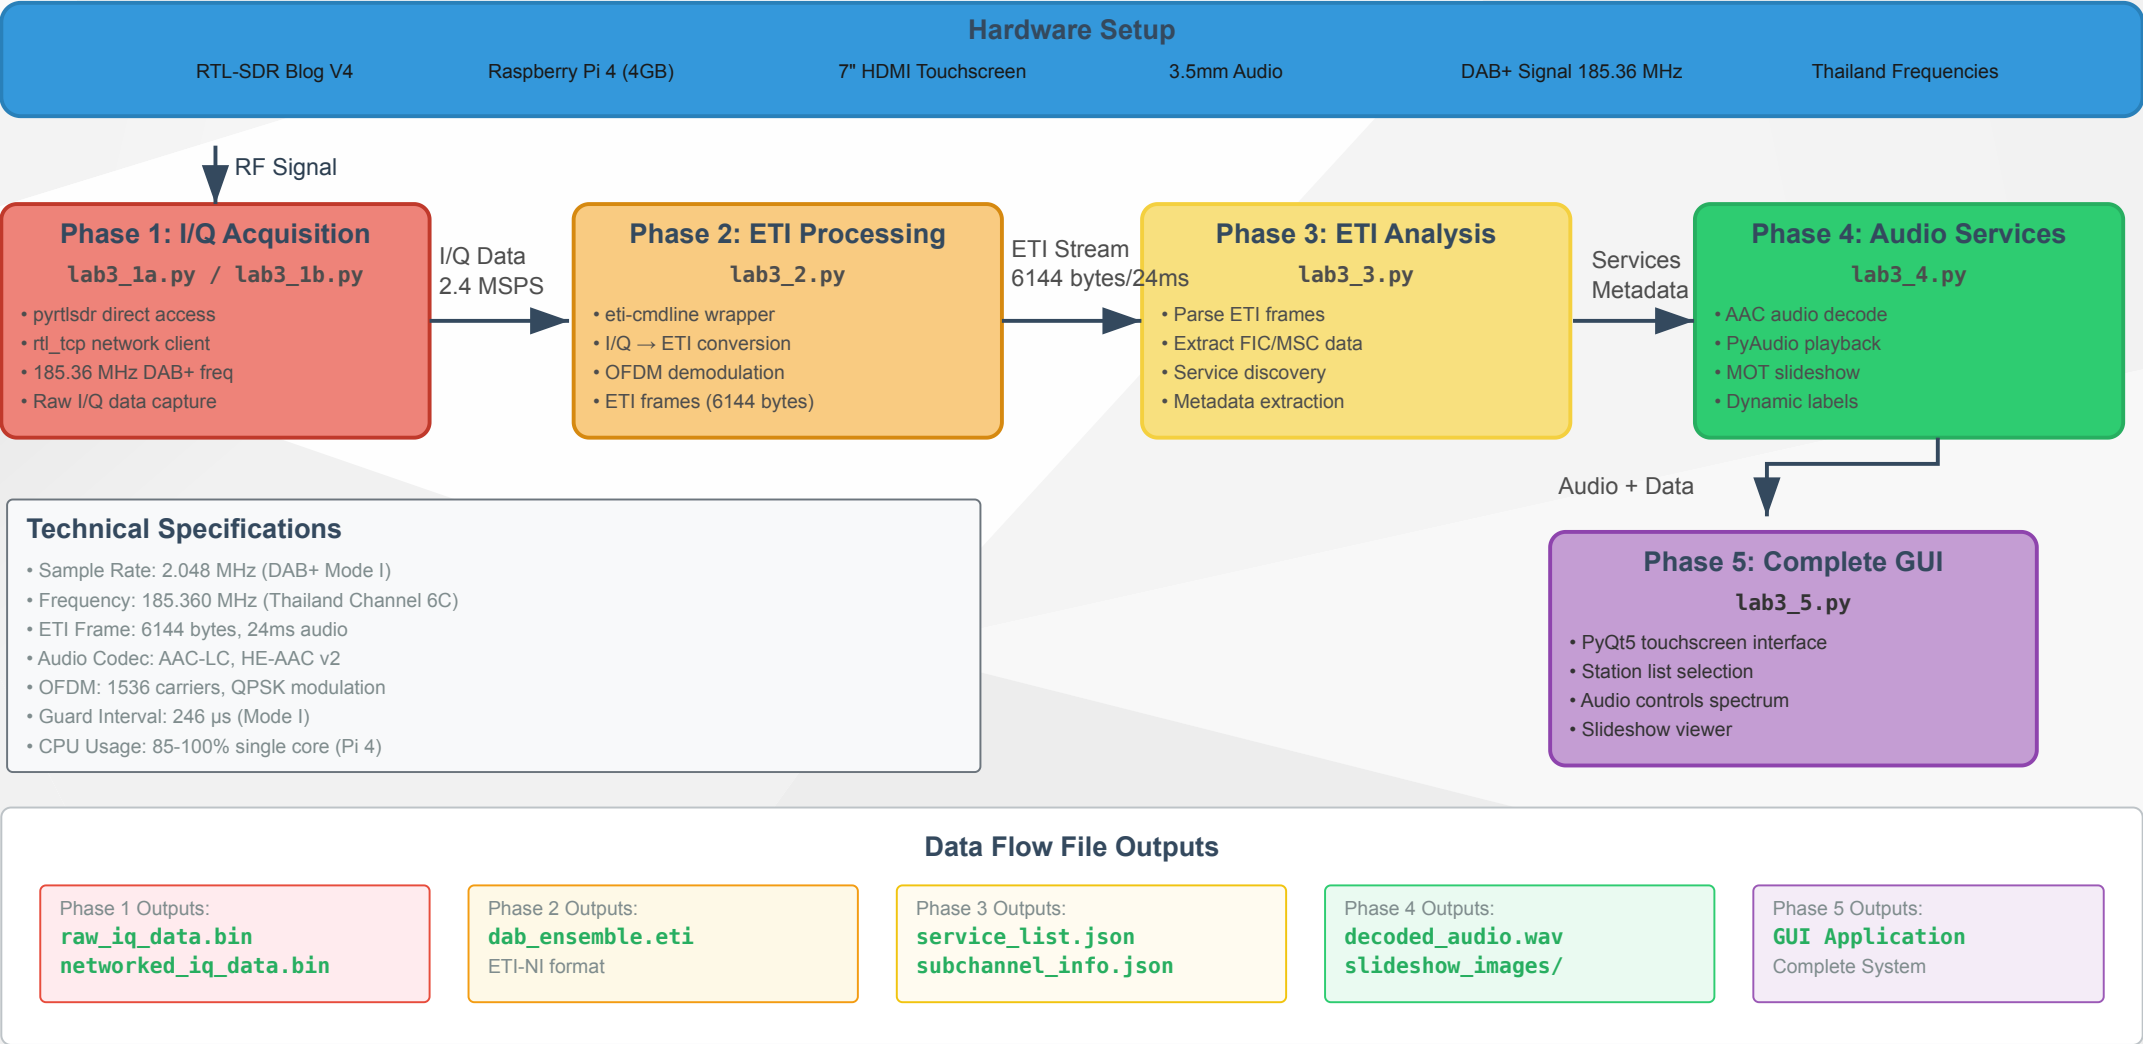 Hardware Setup
RTL-SDR Blog V4
Raspberry Pi 4 (4GB)
7" HDMI Touchscreen
3.5mm Audio
DAB+ Signal 185.36 MHz
Thailand Frequencies
RF Signal
Phase 1: I/Q Acquisition
lab3_1a.py / lab3_1b.py
• pyrtlsdr direct access
• rtl_tcp network client
• 185.36 MHz DAB+ freq
• Raw I/Q data capture
I/Q Data
2.4 MSPS
Phase 2: ETI Processing
lab3_2.py
• eti-cmdline wrapper
• I/Q → ETI conversion
• OFDM demodulation
• ETI frames (6144 bytes)
ETI Stream
6144 bytes/24ms
Phase 3: ETI Analysis
lab3_3.py
• Parse ETI frames
• Extract FIC/MSC data
• Service discovery
• Metadata extraction
Services
Metadata
Phase 4: Audio Services
lab3_4.py
• AAC audio decode
• PyAudio playback
• MOT slideshow
• Dynamic labels
Audio + Data
Phase 5: Complete GUI
lab3_5.py
• PyQt5 touchscreen interface
• Station list selection
• Audio controls spectrum
• Slideshow viewer
Technical Specifications
• Sample Rate: 2.048 MHz (DAB+ Mode I)
• Frequency: 185.360 MHz (Thailand Channel 6C)
• ETI Frame: 6144 bytes, 24ms audio
• Audio Codec: AAC-LC, HE-AAC v2
• OFDM: 1536 carriers, QPSK modulation
• Guard Interval: 246 μs (Mode I)
• CPU Usage: 85-100% single core (Pi 4)
Data Flow File Outputs
Phase 1 Outputs:
raw_iq_data.bin
networked_iq_data.bin
Phase 2 Outputs:
dab_ensemble.eti
ETI-NI format
Phase 3 Outputs:
service_list.json
subchannel_info.json
Phase 4 Outputs:
decoded_audio.wav
slideshow_images/
Phase 5 Outputs:
GUI Application
Complete System